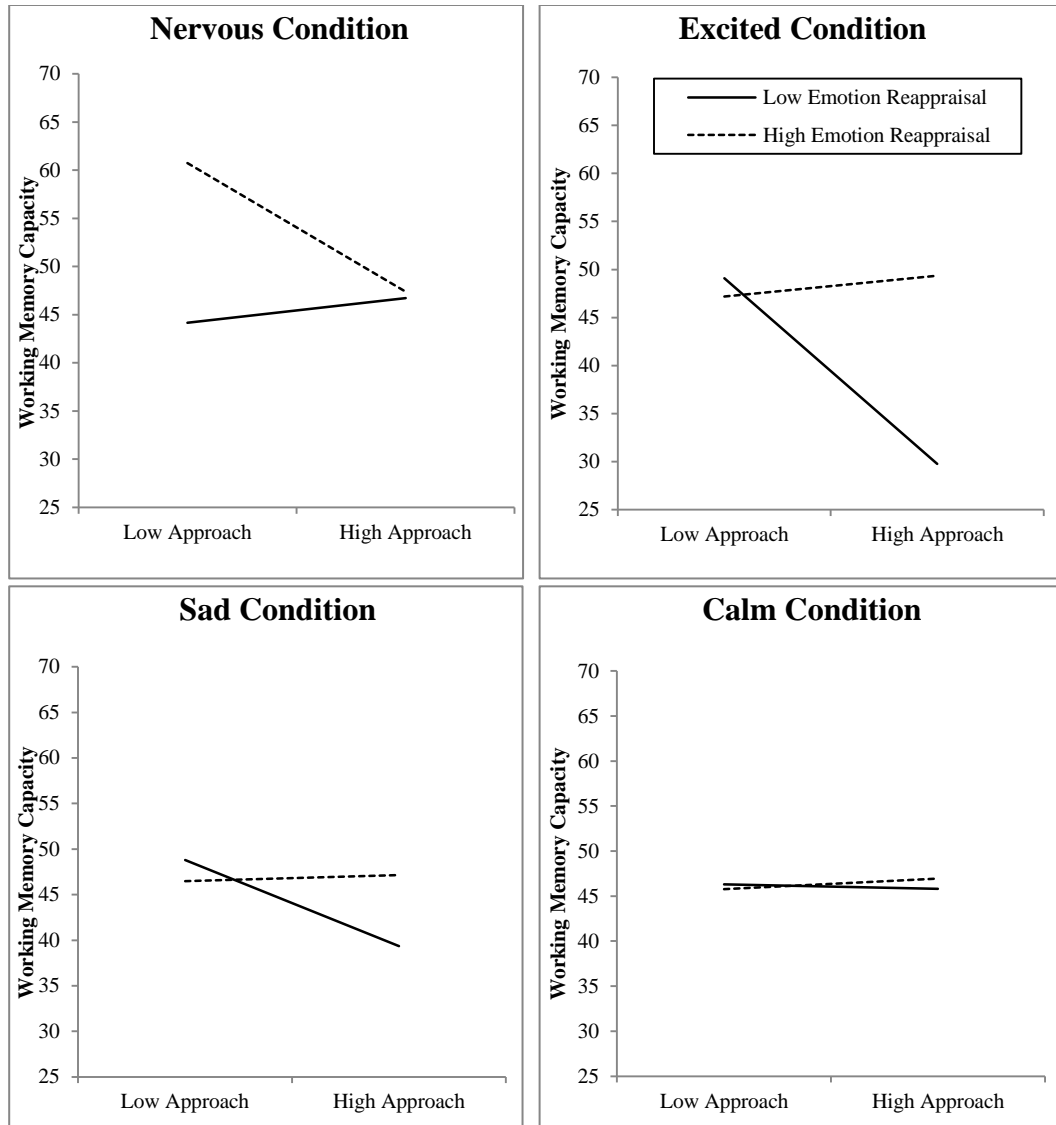 Nervous Condition
Working Memory Capacity
70
65
60
55
50
45
40
35
30
25
Low Approach
High Approach
Excited Condition
Low Emotion Reappraisal
High Emotion Reappraisal
Working Memory Capacity
70
65
60
55
50
45
40
35
30
25
Low Approach
High Approach
Sad Condition
Working Memory Capacity
70
65
60
55
50
45
40
35
30
25
Low Approach
High Approach
Calm Condition
Working Memory Capacity
70
65
60
55
50
45
40
35
30
25
Low Approach
High Approach